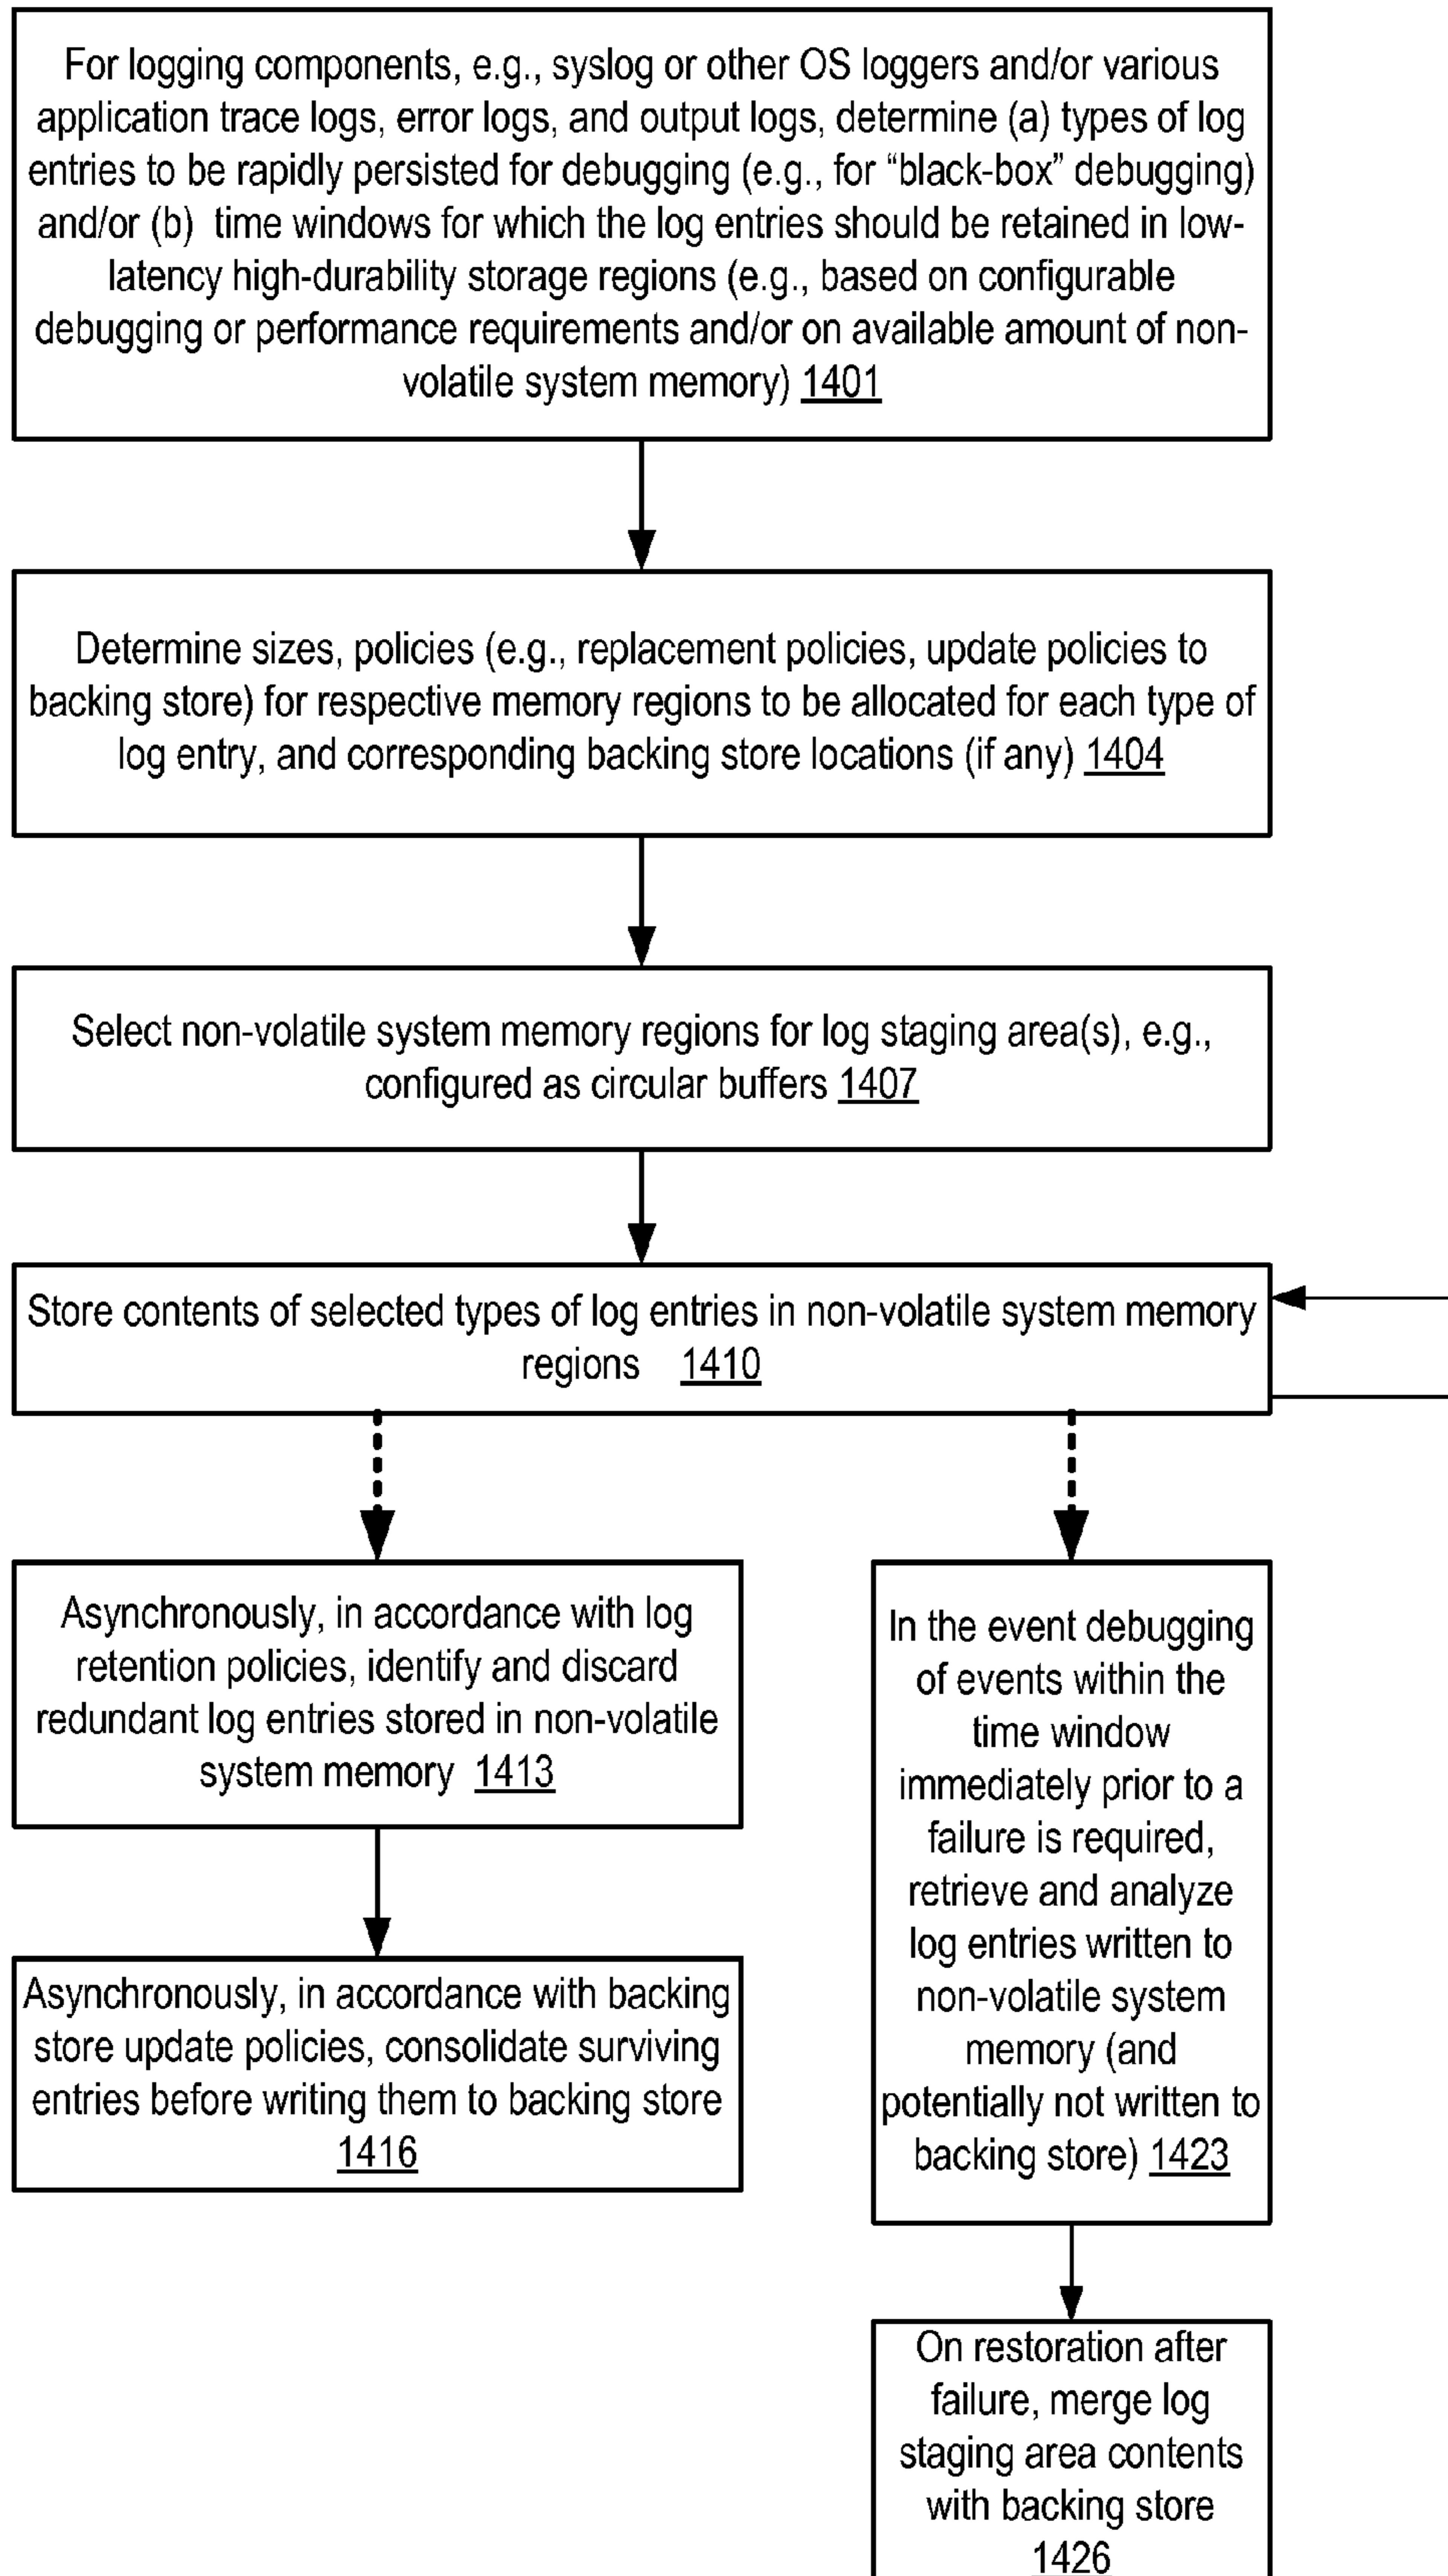 For logging components, e.g., syslog or other OS loggers and/or various
application trace logs, error logs, and output logs, determine (a) types of log
entries to be rapidly persisted for debugging (e.g., for “black-box” debugging)
and/or (b)  time windows for which the log entries should be retained in low-
latency high-durability storage regions (e.g., based on configurable
debugging or performance requirements and/or on available amount of non-
volatile system memory) 1401
Determine sizes, policies (e.g., replacement policies, update policies to
backing store) for respective memory regions to be allocated for each type of
log entry, and corresponding backing store locations (if any) 1404
Select non-volatile system memory regions for log staging area(s), e.g.,
configured as circular buffers 1407
Store contents of selected types of log entries in non-volatile system memory
regions 1410
Asynchronously, in accordance with log
retention policies, identify and discard
redundant log entries stored in non-volatile
system memory 1413
Asynchronously, in accordance with backing
store update policies, consolidate surviving
entries before writing them to backing store
1416
In the event debugging
of events within the
time window
immediately prior to a
failure is required,
retrieve and analyze
log entries written to
non-volatile system
memory (and
potentially not written to
backing store) 1423
On restoration after
failure, merge log
staging area contents
with backing store
1426